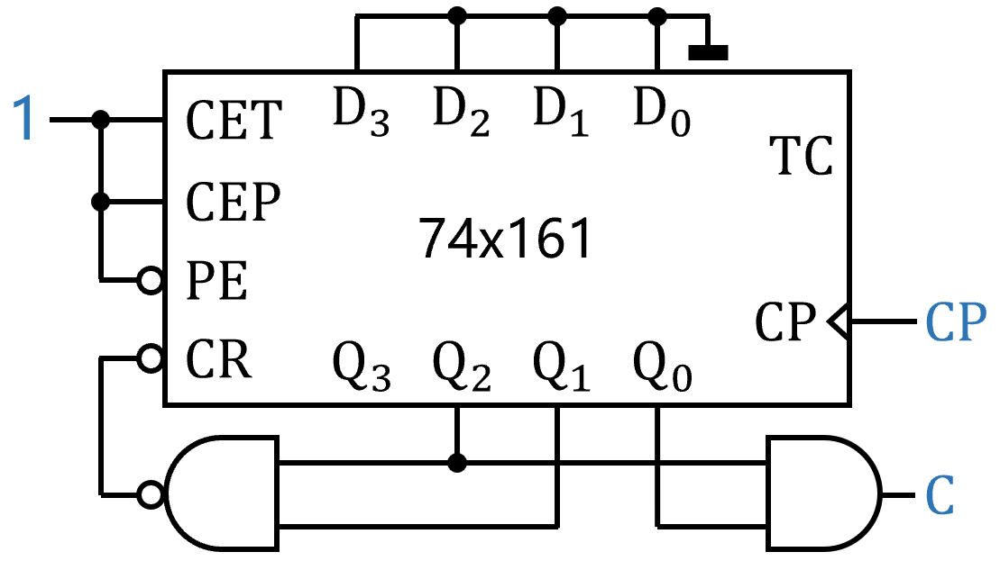 1
CET
D₃
D₂
D₁
D₀
TC
CEP
74x161
PE
CP
CP
CR
Q₃
Q₂
Q₁
Q₀
C